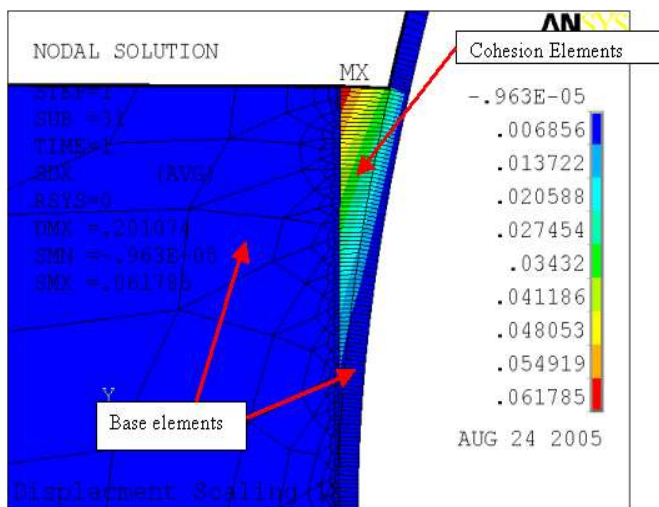 ANSYS
NODAL SOLUTION
Cohesion Elements
MX
STEP=1
SUB =31
TIME=1
SDX (AVG)
RSYS=0
DMX =.201074
SMN =-.963E-05
SMX =.061785
-.963E-05
.006856
.013722
.020588
.027454
.03432
.041186
.048053
.054919
.061785
Y
Base elements
AUG 24 2005